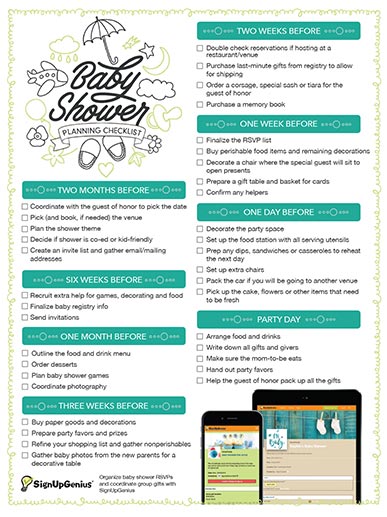 Baby
Shower
PLANNING CHECKLIST
TWO MONTHS BEFORE
Coordinate with the guest of honor to pick the date
Pick (and book, if needed) the venue
Plan the shower theme
Decide if shower is co-ed or kid-friendly
Create an invite list and gather email/mailing
addresses
SIX WEEKS BEFORE
Recruit extra help for games, decorating and food
Finalize baby registry info
Send invitations
ONE MONTH BEFORE
Outline the food and drink menu
Order desserts
Plan baby shower games
Coordinate photography
THREE WEEKS BEFORE
Buy paper goods and decorations
Prepare party favors and prizes
Refine your shopping list and gather nonperishables
Gather baby photos from the new parents for a
decorative table
SignUpGenius
Organize baby shower RSVPs
and coordinate group gifts with
SignUpGenius
TWO WEEKS BEFORE
Double check reservations if hosting at a
restaurant/venue
Purchase last-minute gifts from registry to allow
for shipping
Order a corsage, special sash or tiara for the
guest of honor
Purchase a memory book
ONE WEEK BEFORE
Finalize the RSVP list
Buy perishable food items and remaining decorations
Decorate a chair where the special guest will sit to
open presents
Prepare a gift table and basket for cards
Confirm any helpers
ONE DAY BEFORE
Decorate the party space
Set up the food station with all serving utensils
Prep any dips, sandwiches or casseroles to reheat
the next day
Set up extra chairs
Pack the car if you will be going to another venue
Pick up the cake, flowers or other items that need
to be fresh
PARTY DAY
Arrange food and drinks
Write down all gifts and givers
Make sure the mom-to-be eats
Hand out party favors
Help the guest of honor pack up all the gifts